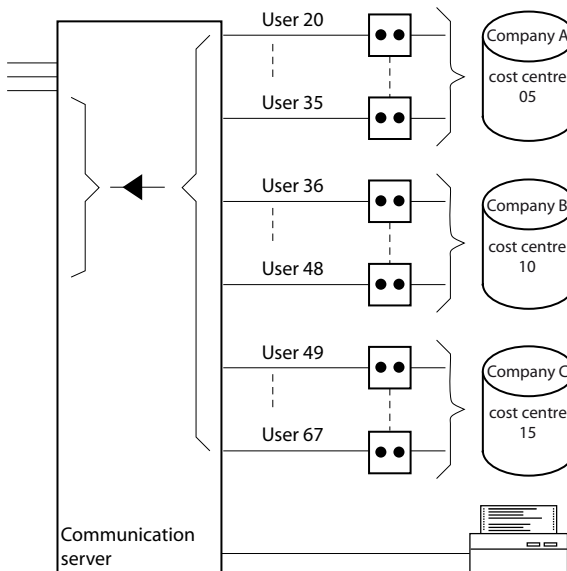 User 20
Company A
cost centre
05
User 35
User 36
Company B
cost centre
10
User 48
User 49
Company C
cost centre
15
User 67
Communication
server